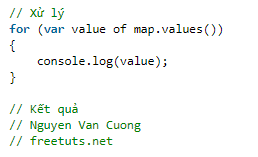 // Xử lý
for (var value of map.values())
{
    console.log(value);
}

// Kết quả
// Nguyen Van Cuong
// freetuts.net